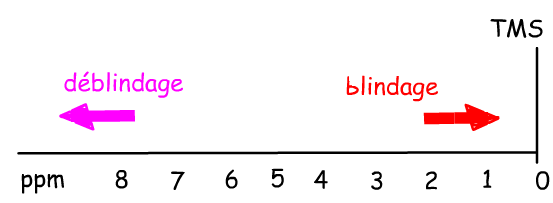 TMS
déblindage
blindage
ppm 8 7 6 5 4 3 2 1 0